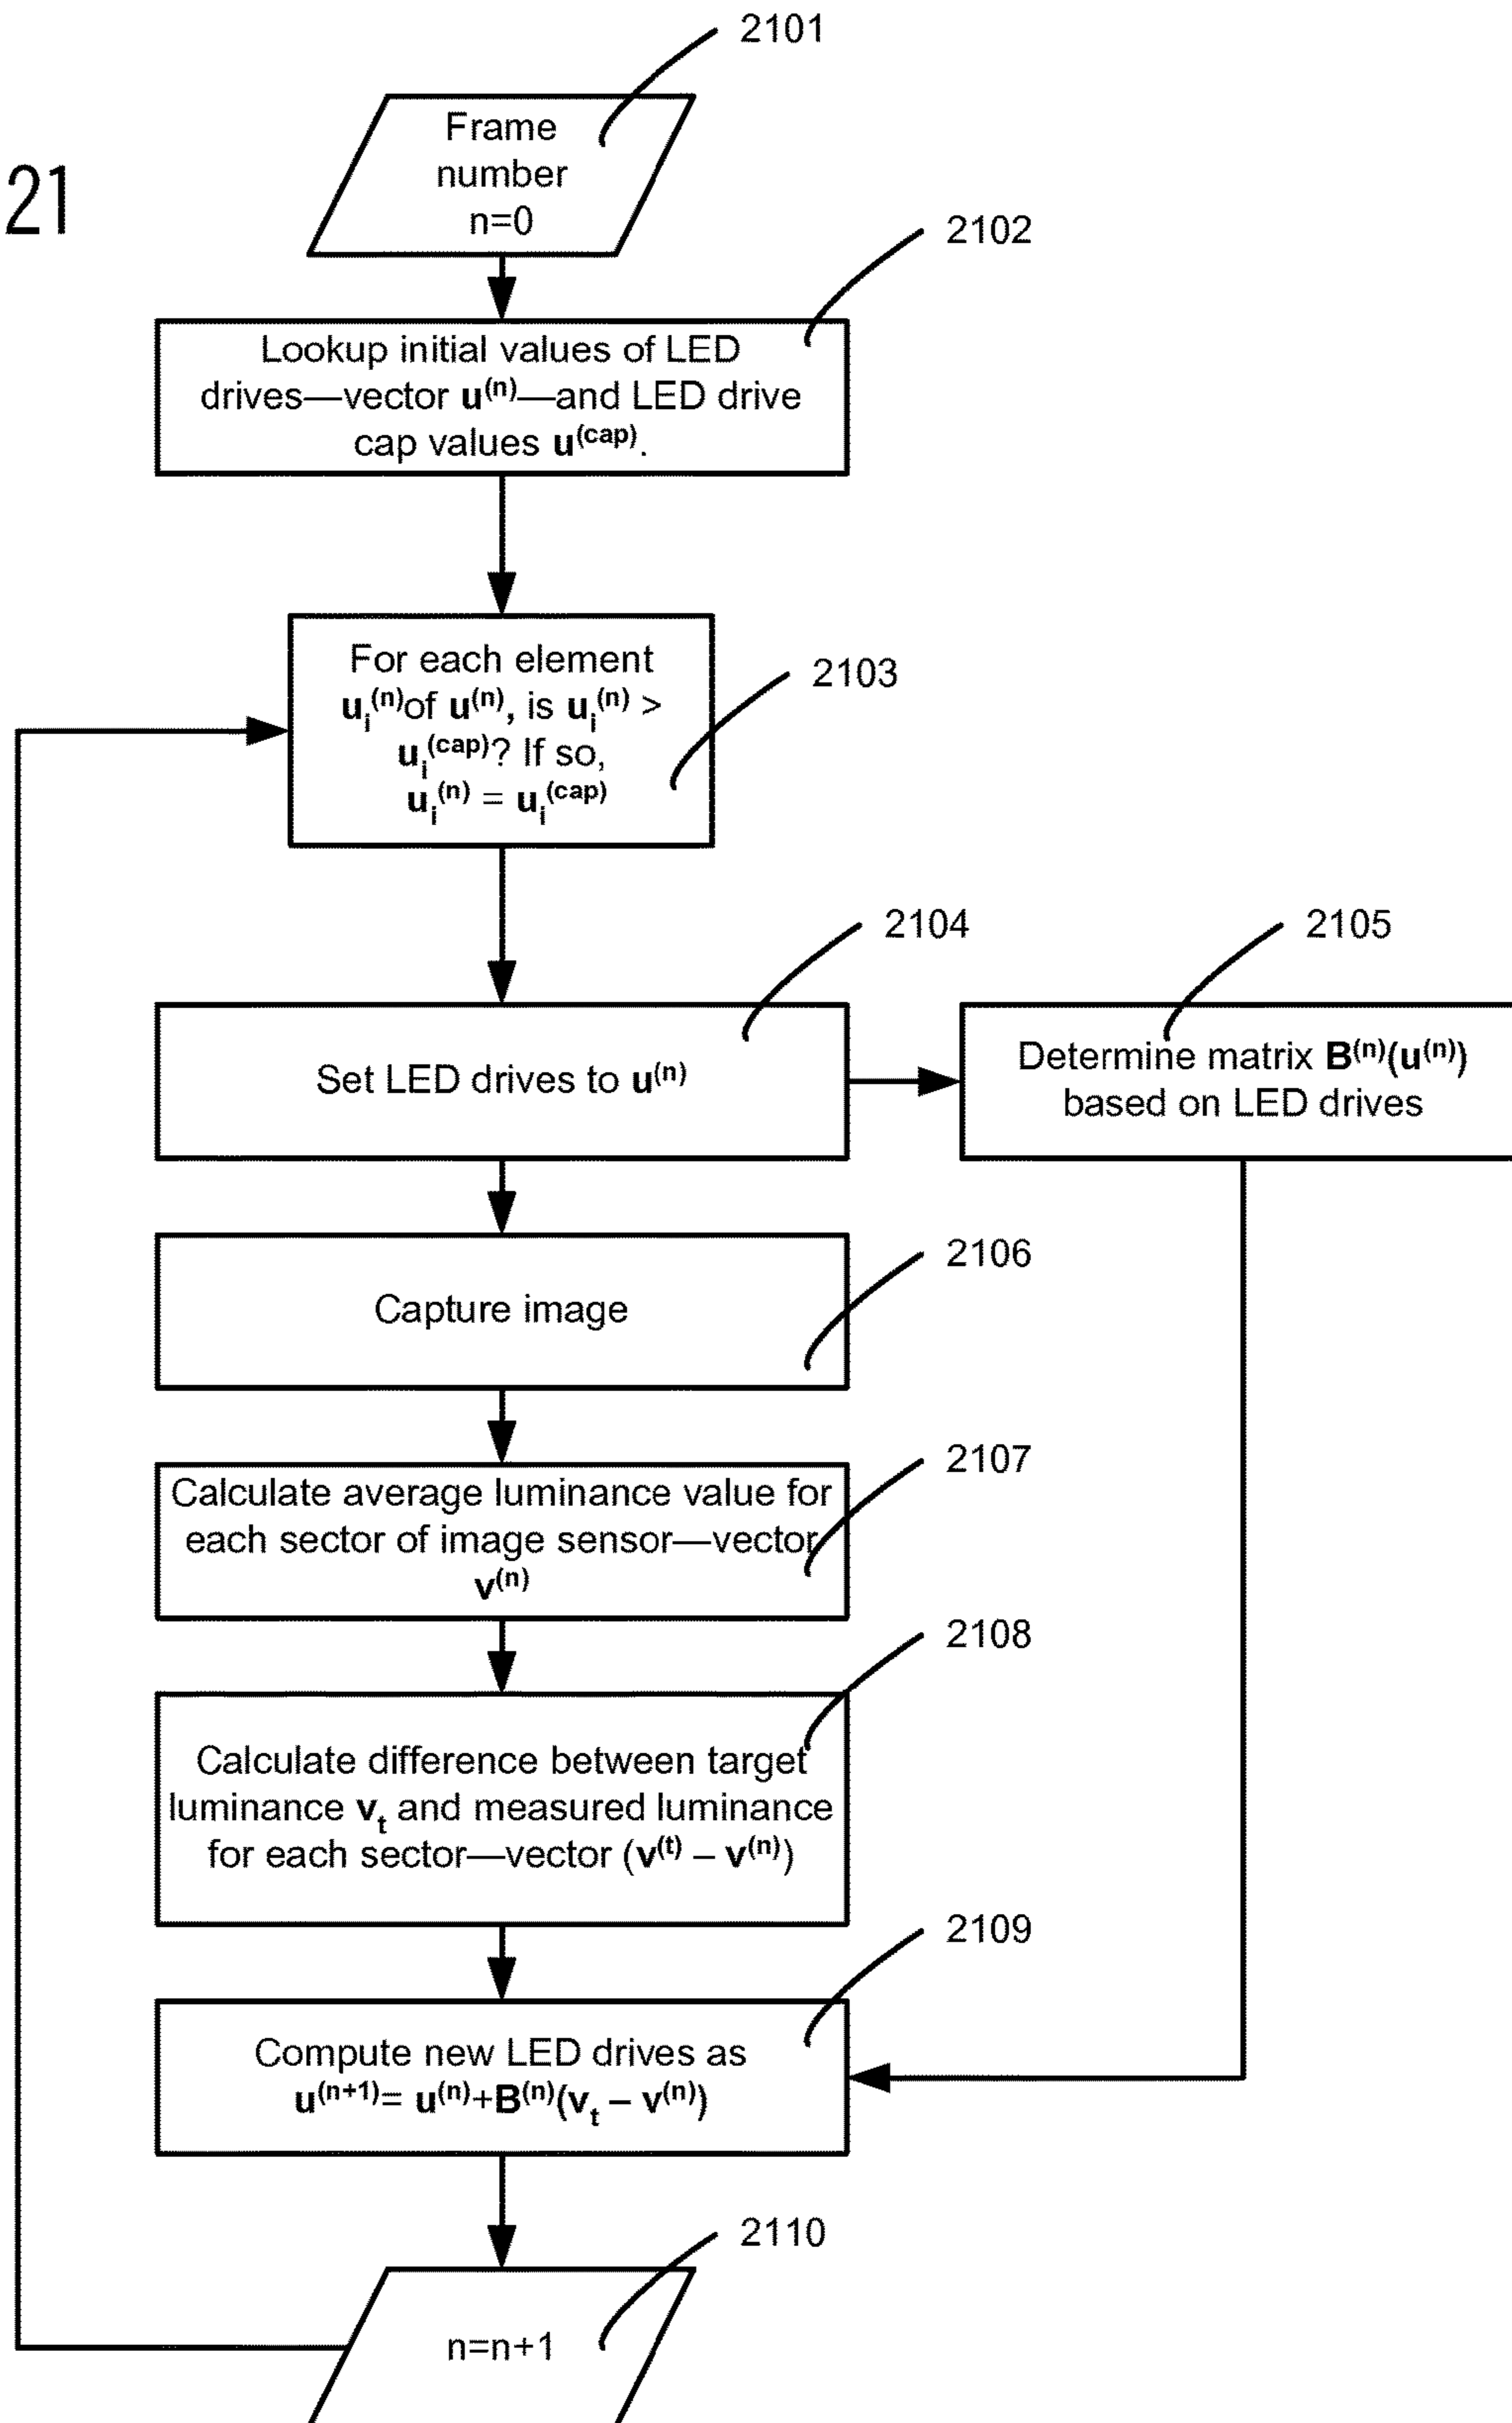 21
2101
Frame
number
n=0
2102
Lookup initial values of LED
drives—vector u⁽ⁿ⁾—and LED drive
cap values u^(cap).
2103
For each element
uᵢ⁽ⁿ⁾of u⁽ⁿ⁾, is uᵢ⁽ⁿ⁾ >
uᵢ^(cap)? If so,
uᵢ⁽ⁿ⁾ = uᵢ^(cap)
2104
Set LED drives to u⁽ⁿ⁾
2105
Determine matrix B⁽ⁿ⁾(u⁽ⁿ⁾)
based on LED drives
2106
Capture image
2107
Calculate average luminance value for
each sector of image sensor—vector
v⁽ⁿ⁾
2108
Calculate difference between target
luminance vₜ and measured luminance
for each sector—vector (v⁽ᵗ⁾ – v⁽ⁿ⁾)
2109
Compute new LED drives as
u⁽ⁿ⁺¹⁾= u⁽ⁿ⁾+B⁽ⁿ⁾(vₜ – v⁽ⁿ⁾)
2110
n=n+1